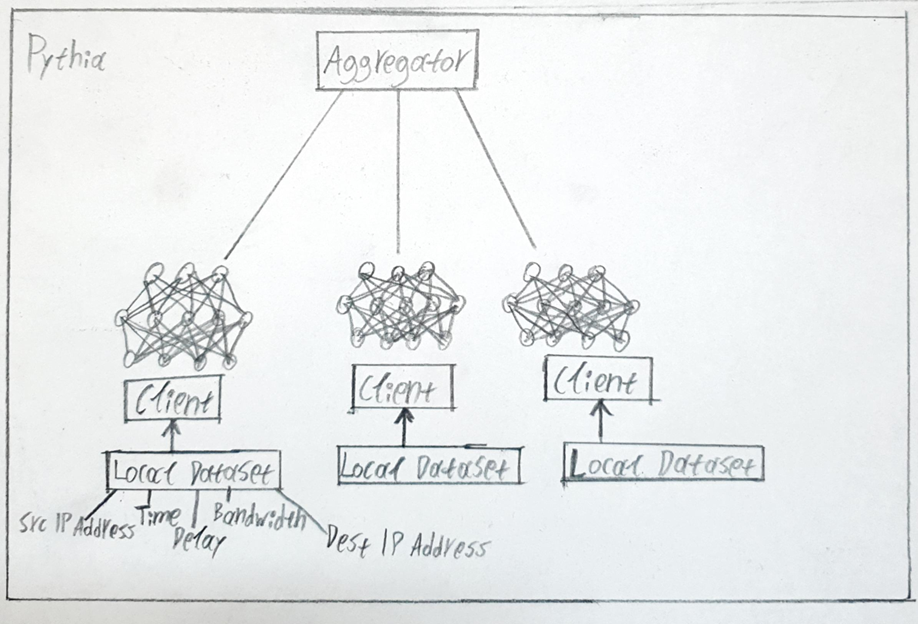 Pythia
Aggregator
Client
Client
Client
Local Dataset
Local Dataset
Local Dataset
Src IP Address
Time
Delay
Bandwidth
Dest IP Address